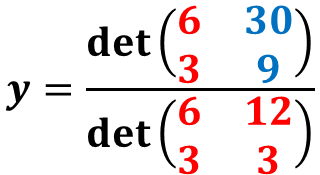 y = det(6 30
3 9)
det(6 12
3 3)